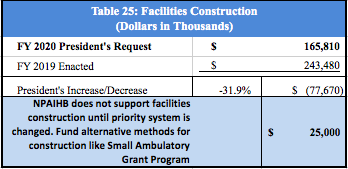 Table 25: Facilities Construction
(Dollars in Thousands)
FY 2020 President's Request $ 165,810
FY 2019 Enacted $ 243,480
President's Increase/Decrease -31.9% $ (77,670)
NPAIHB does not support facilities
construction until priority system is
changed. Fund alternative methods for
construction like Small Ambulatory
Grant Program
$ 25,000